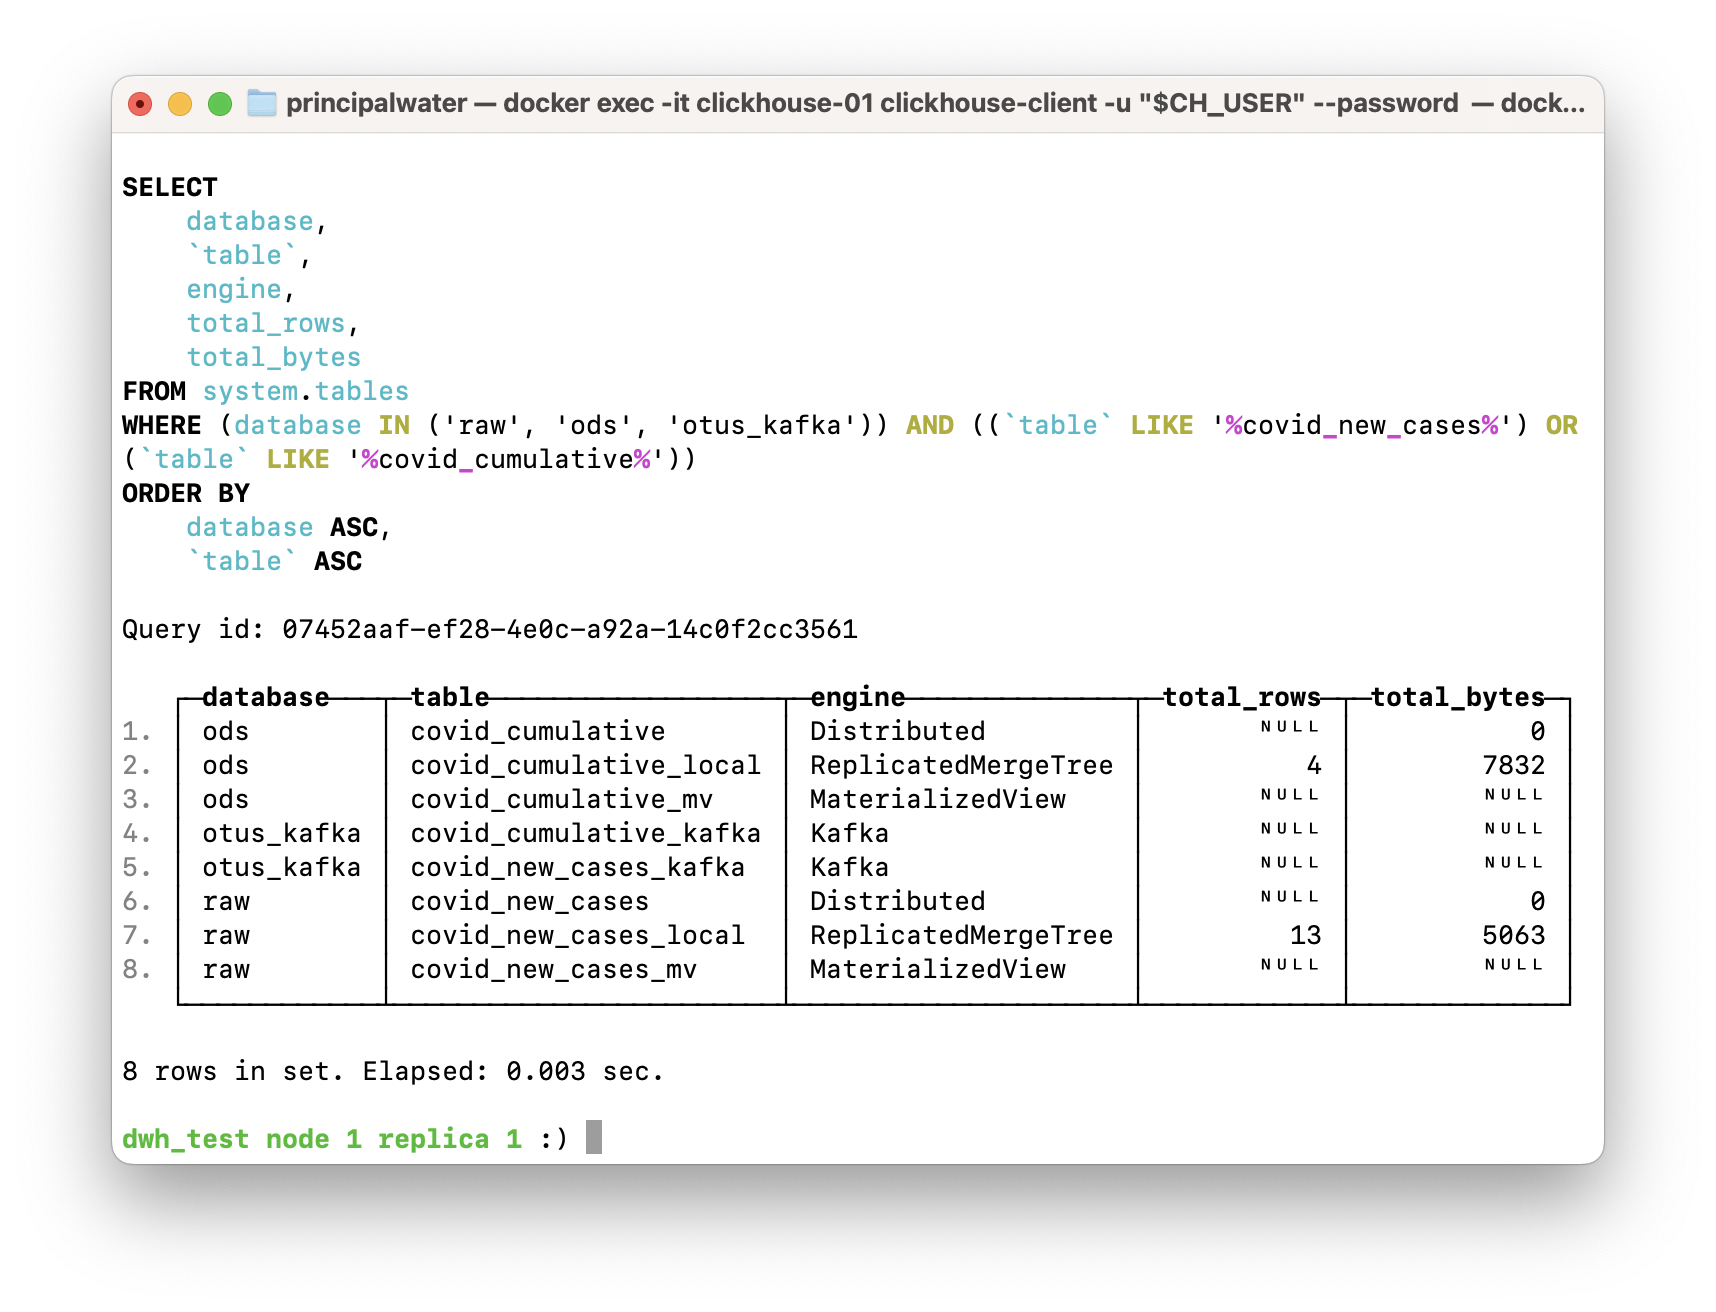 principalwater — docker exec -it clickhouse-01 clickhouse-client -u "$CH_USER" --password — dock...
SELECT
database,
`table`,
engine,
total_rows,
total_bytes
FROM system.tables
WHERE (database IN ('raw', 'ods', 'otus_kafka')) AND ((`table` LIKE '%covid_new_cases%') OR
(`table` LIKE '%covid_cumulative%'))
ORDER BY
database ASC,
`table` ASC
Query id: 07452aaf-ef28-4e0c-a92a-14c0f2cc3561
database table engine total_rows total_bytes
1. ods covid_cumulative Distributed NULL 0
2. ods covid_cumulative_local ReplicatedMergeTree 4 7832
3. ods covid_cumulative_mv MaterializedView NULL NULL
4. otus_kafka covid_cumulative_kafka Kafka NULL NULL
5. otus_kafka covid_new_cases_kafka Kafka NULL NULL
6. raw covid_new_cases Distributed NULL 0
7. raw covid_new_cases_local ReplicatedMergeTree 13 5063
8. raw covid_new_cases_mv MaterializedView NULL NULL
8 rows in set. Elapsed: 0.003 sec.
dwh_test node 1 replica 1 :)